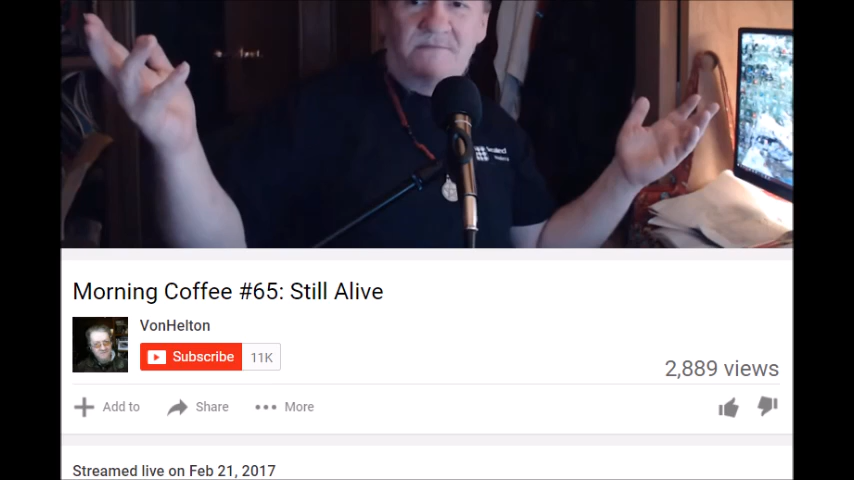 Morning Coffee #65: Still Alive
VonHelton
Subscribe 11K
2,889 views
Add to Share More
Streamed live on Feb 21, 2017